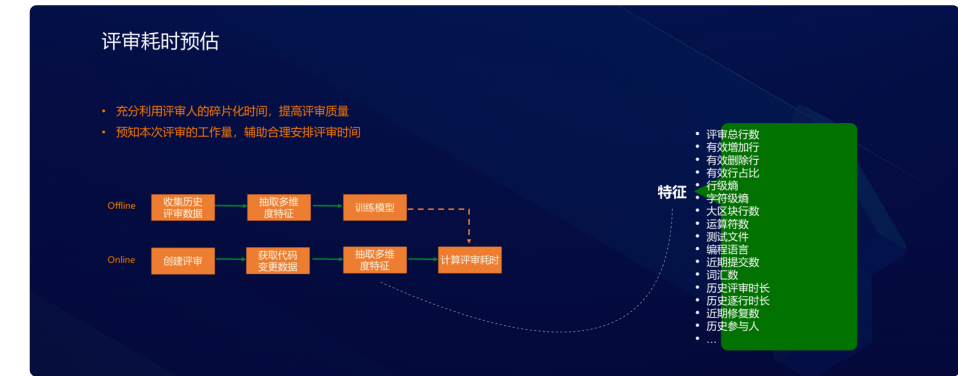 评审耗时预估
• 充分利用评审人的碎片化时间，提高评审质量
• 预知本次评审的工作量，辅助合理安排评审时间
Offline
收集历史
评审数据
抽取多维
度特征
训练模型
Online
创建评审
获取代码
变更数据
抽取多维
度特征
计算评审耗时
特征
• 评审总行数
• 有效增加行
• 有效删除行
• 有效行占比
• 行级熵
• 字符级熵
• 大区块行数
• 运算符数
• 测试文件
• 编程语言
• 近期提交数
• 词汇数
• 历史评审时长
• 历史逐行时长
• 近期修复数
• 历史参与人
• …